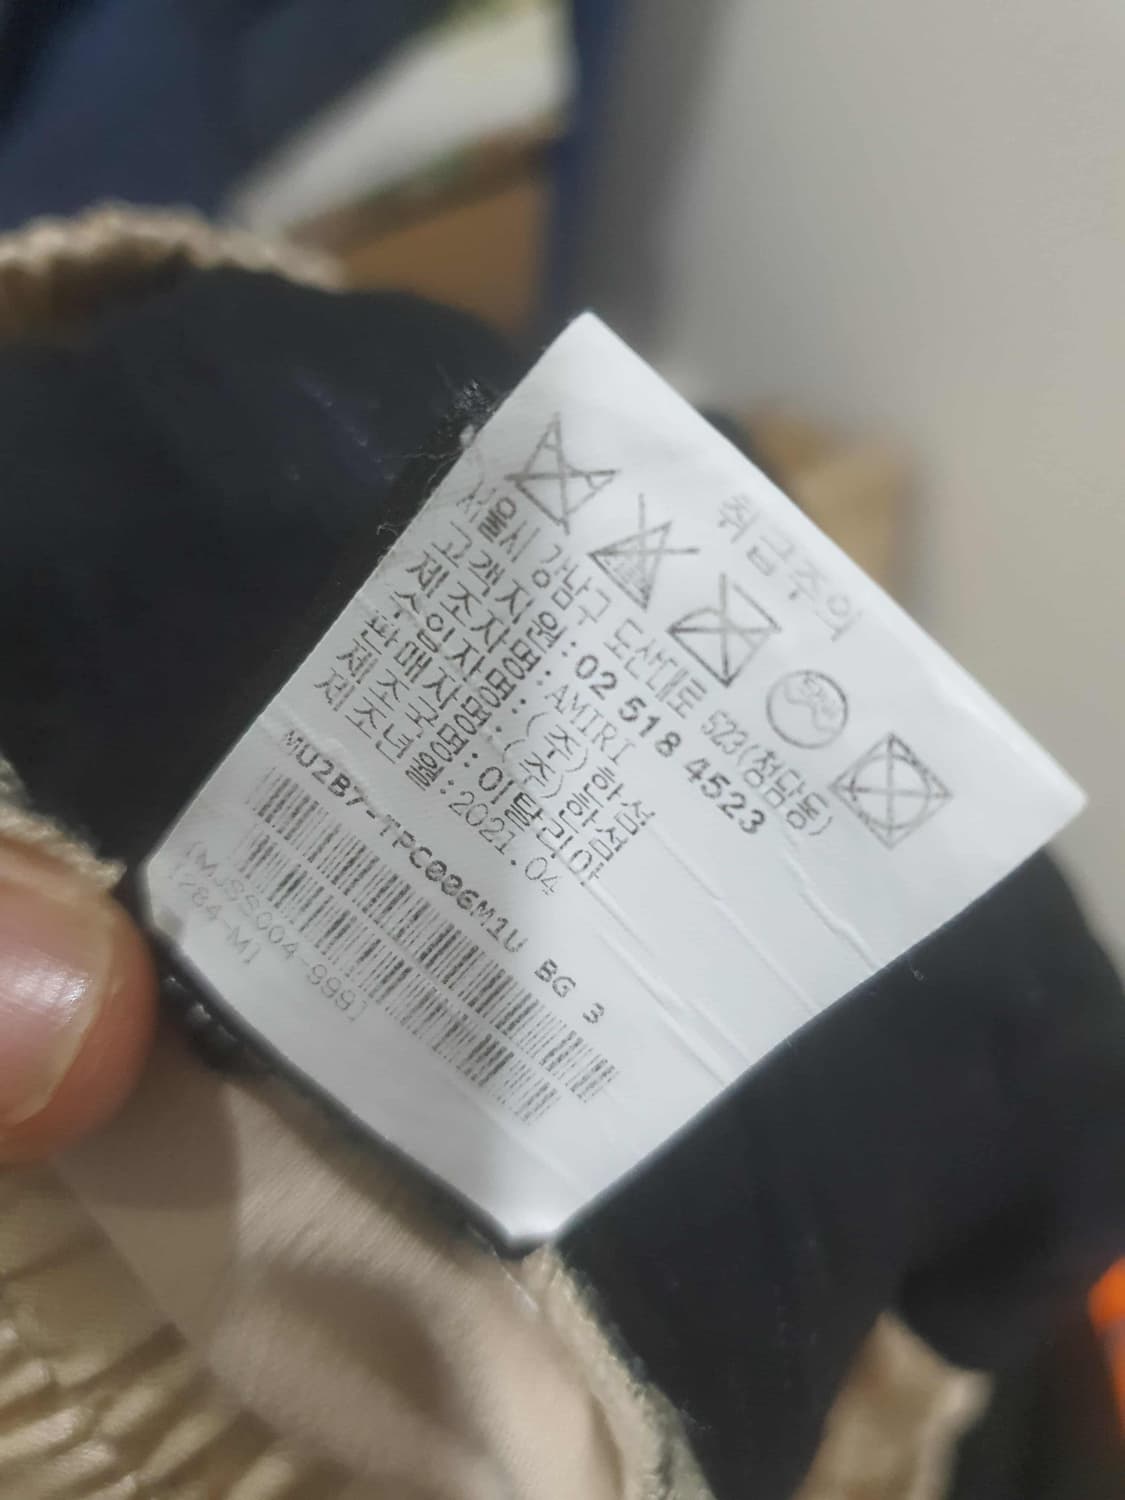 취급주의
서울시 강남구 도산대로 523(청담동)
고객지원: 02 518 4523
제조자명: AMIRI
수입자명: (주)한섬
판매자명: (주)한섬
제조국명: 이탈리아
제조년월: 2021.04
MU2B7_TPC006M1U BG 3
(MJSS004-999)
1284-M)